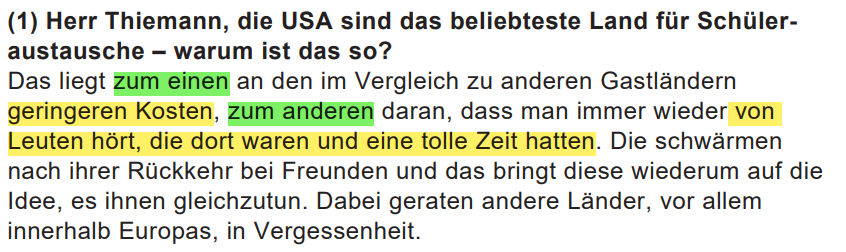 (1) Herr Thiemann, die USA sind das beliebteste Land für Schüler-
austausche – warum ist das so?
Das liegt zum einen an den im Vergleich zu anderen Gastländern
geringeren Kosten, zum anderen daran, dass man immer wieder von
Leuten hört, die dort waren und eine tolle Zeit hatten. Die schwärmen
nach ihrer Rückkehr bei Freunden und das bringt diese wiederum auf die
Idee, es ihnen gleichzutun. Dabei geraten andere Länder, vor allem
innerhalb Europas, in Vergessenheit.